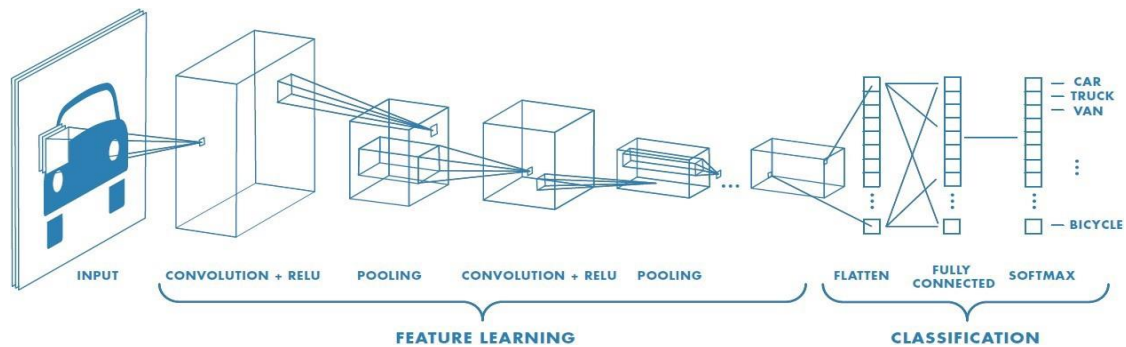 CAR
TRUCK
VAN
BICYCLE
INPUT
CONVOLUTION + RELU
POOLING
CONVOLUTION + RELU
POOLING
FLATTEN
FULLY
CONNECTED
SOFTMAX
FEATURE LEARNING
CLASSIFICATION